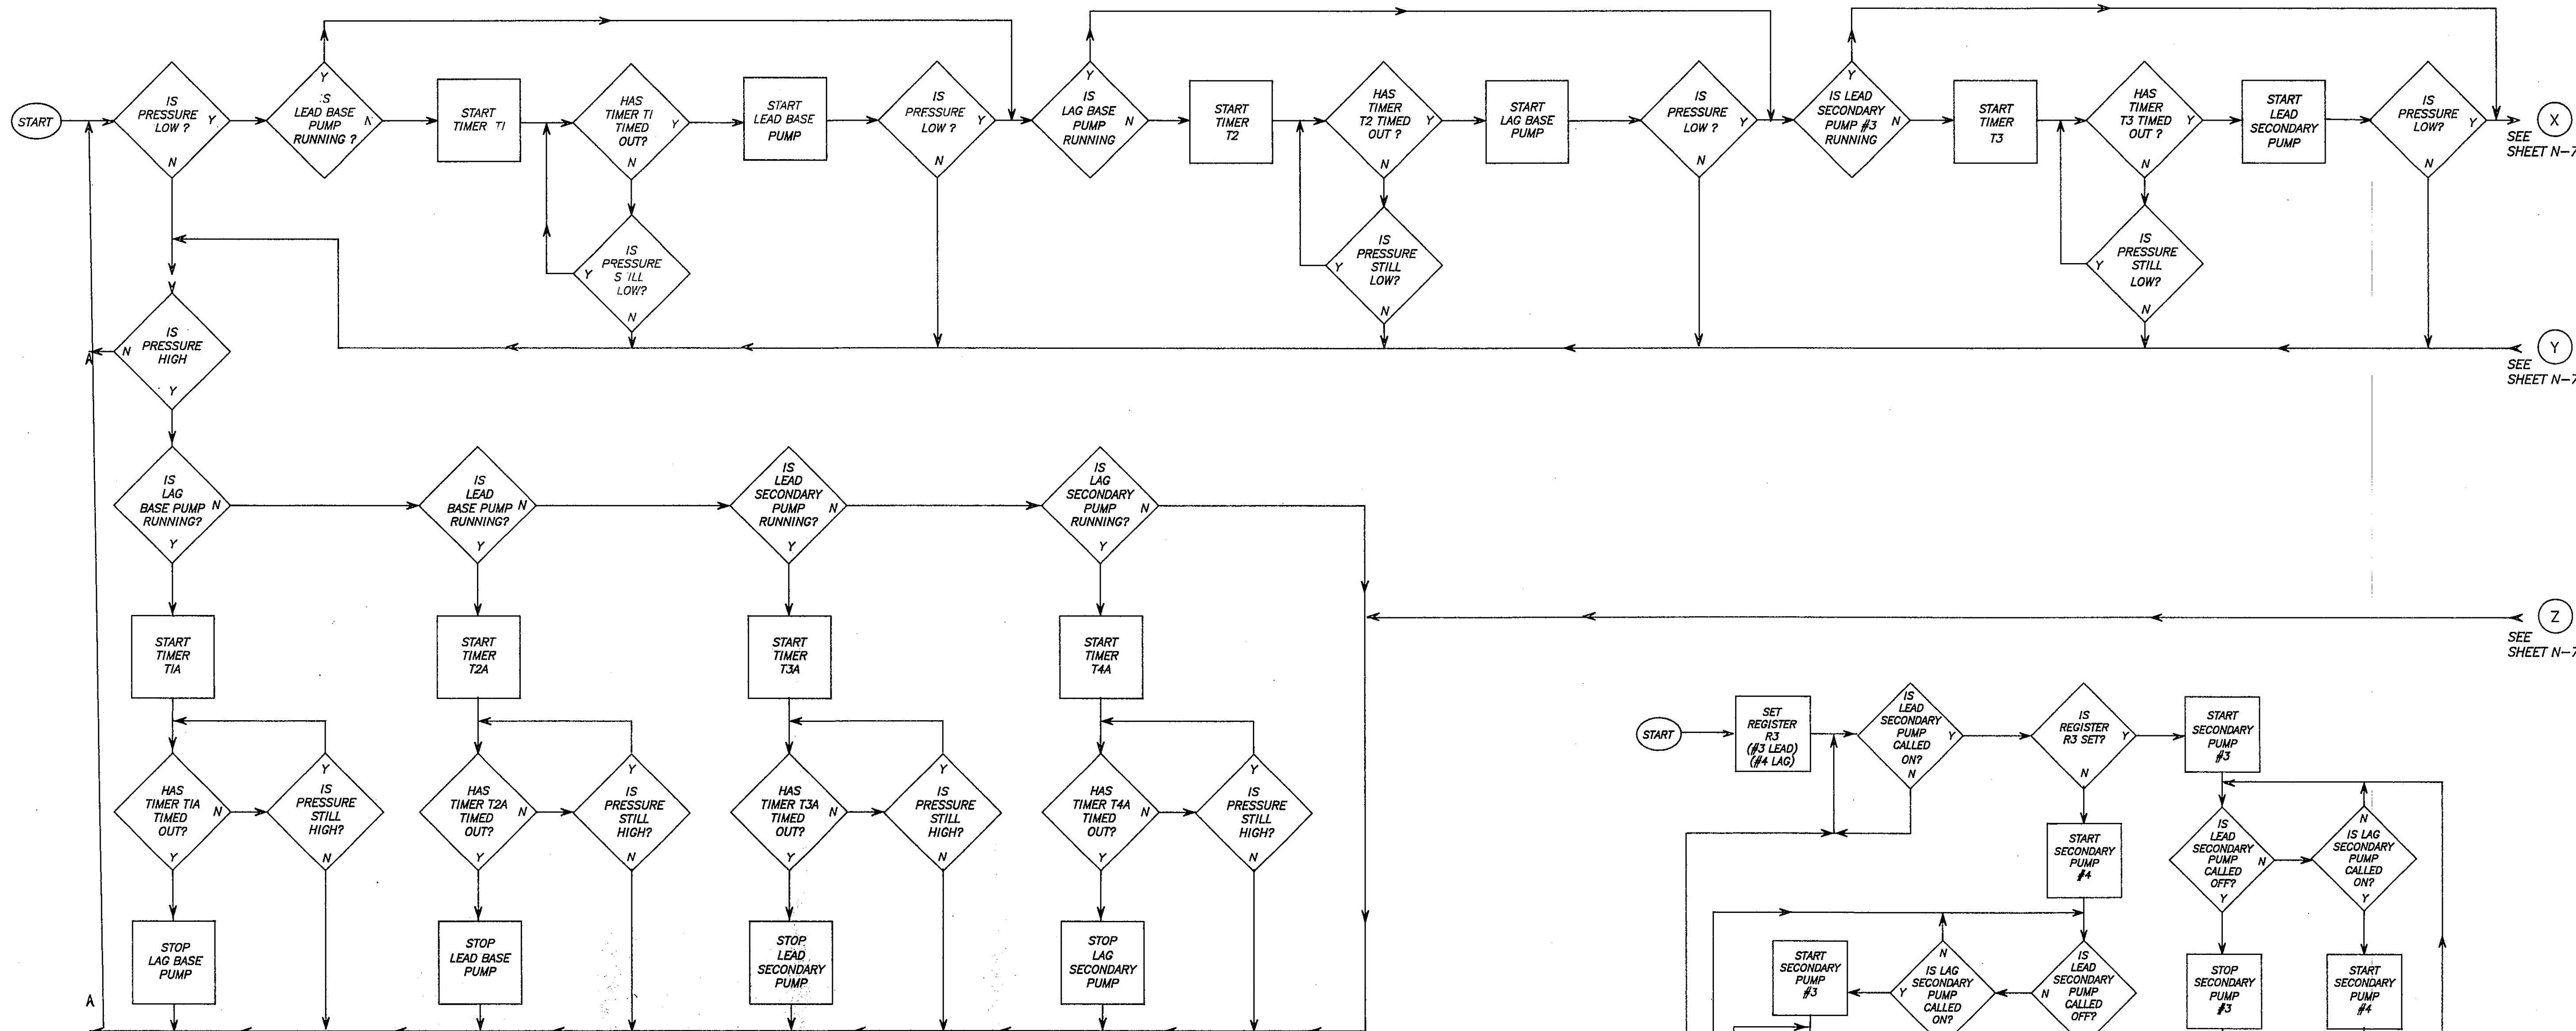 START
IS
PRESSURE
LOW ?
Y
N
Y
IS
LEAD BASE
PUMP
RUNNING ?
N
START
TIMER T1
HAS
TIMER T1
TIMED
OUT?
Y
N
IS
PRESSURE
STILL
LOW?
Y
N
START
LEAD BASE
PUMP
IS
PRESSURE
LOW ?
Y
N
Y
IS
LAG BASE
PUMP
RUNNING
N
START
TIMER
T2
HAS
TIMER
T2 TIMED
OUT ?
Y
N
IS
PRESSURE
STILL
LOW?
Y
N
START
LAG BASE
PUMP
IS
PRESSURE
LOW ?
Y
N
Y
IS LEAD
SECONDARY
PUMP #3
RUNNING
N
START
TIMER
T3
HAS
TIMER
T3 TIMED
OUT ?
Y
N
IS
PRESSURE
STILL
LOW?
Y
N
START
LEAD
SECONDARY
PUMP
IS
PRESSURE
LOW?
Y
N
X
SEE
SHEET N-7
IS
PRESSURE
HIGH
N
Y
A
Y
SEE
SHEET N-7
IS
LAG
BASE PUMP
RUNNING?
N
Y
IS
LEAD
BASE PUMP
RUNNING?
N
Y
IS
LEAD
SECONDARY
PUMP
RUNNING?
N
Y
IS
LAG
SECONDARY
PUMP
RUNNING?
N
Y
Z
SEE
SHEET N-7
START
TIMER
T1A
START
TIMER
T2A
START
TIMER
T3A
START
TIMER
T4A
HAS
TIMER T1A
TIMED
OUT?
N
Y
Y
IS
PRESSURE
STILL
HIGH?
N
HAS
TIMER T2A
TIMED
OUT?
N
Y
Y
IS
PRESSURE
STILL
HIGH?
N
HAS
TIMER T3A
TIMED
OUT?
N
Y
Y
IS
PRESSURE
STILL
HIGH?
N
HAS
TIMER T4A
TIMED
OUT?
N
Y
Y
IS
PRESSURE
STILL
HIGH?
N
STOP
LAG BASE
PUMP
STOP
LEAD BASE
PUMP
STOP
LEAD
SECONDARY
PUMP
STOP
LAG
SECONDARY
PUMP
A
START
SET
REGISTER
R3
(#3 LEAD)
(#4 LAG)
IS
LEAD
SECONDARY
PUMP
CALLED
ON?
Y
N
IS
REGISTER
R3 SET?
Y
N
START
SECONDARY
PUMP
#3
START
SECONDARY
PUMP
#4
IS
LEAD
SECONDARY
PUMP
CALLED
OFF?
N
Y
N
IS LAG
SECONDARY
PUMP
CALLED
ON?
Y
START
SECONDARY
PUMP
#3
N
IS LAG
SECONDARY
PUMP
CALLED
ON?
Y
IS
LEAD
SECONDARY
PUMP
CALLED
OFF?
N
STOP
SECONDARY
PUMP
#3
START
SECONDARY
PUMP
#4